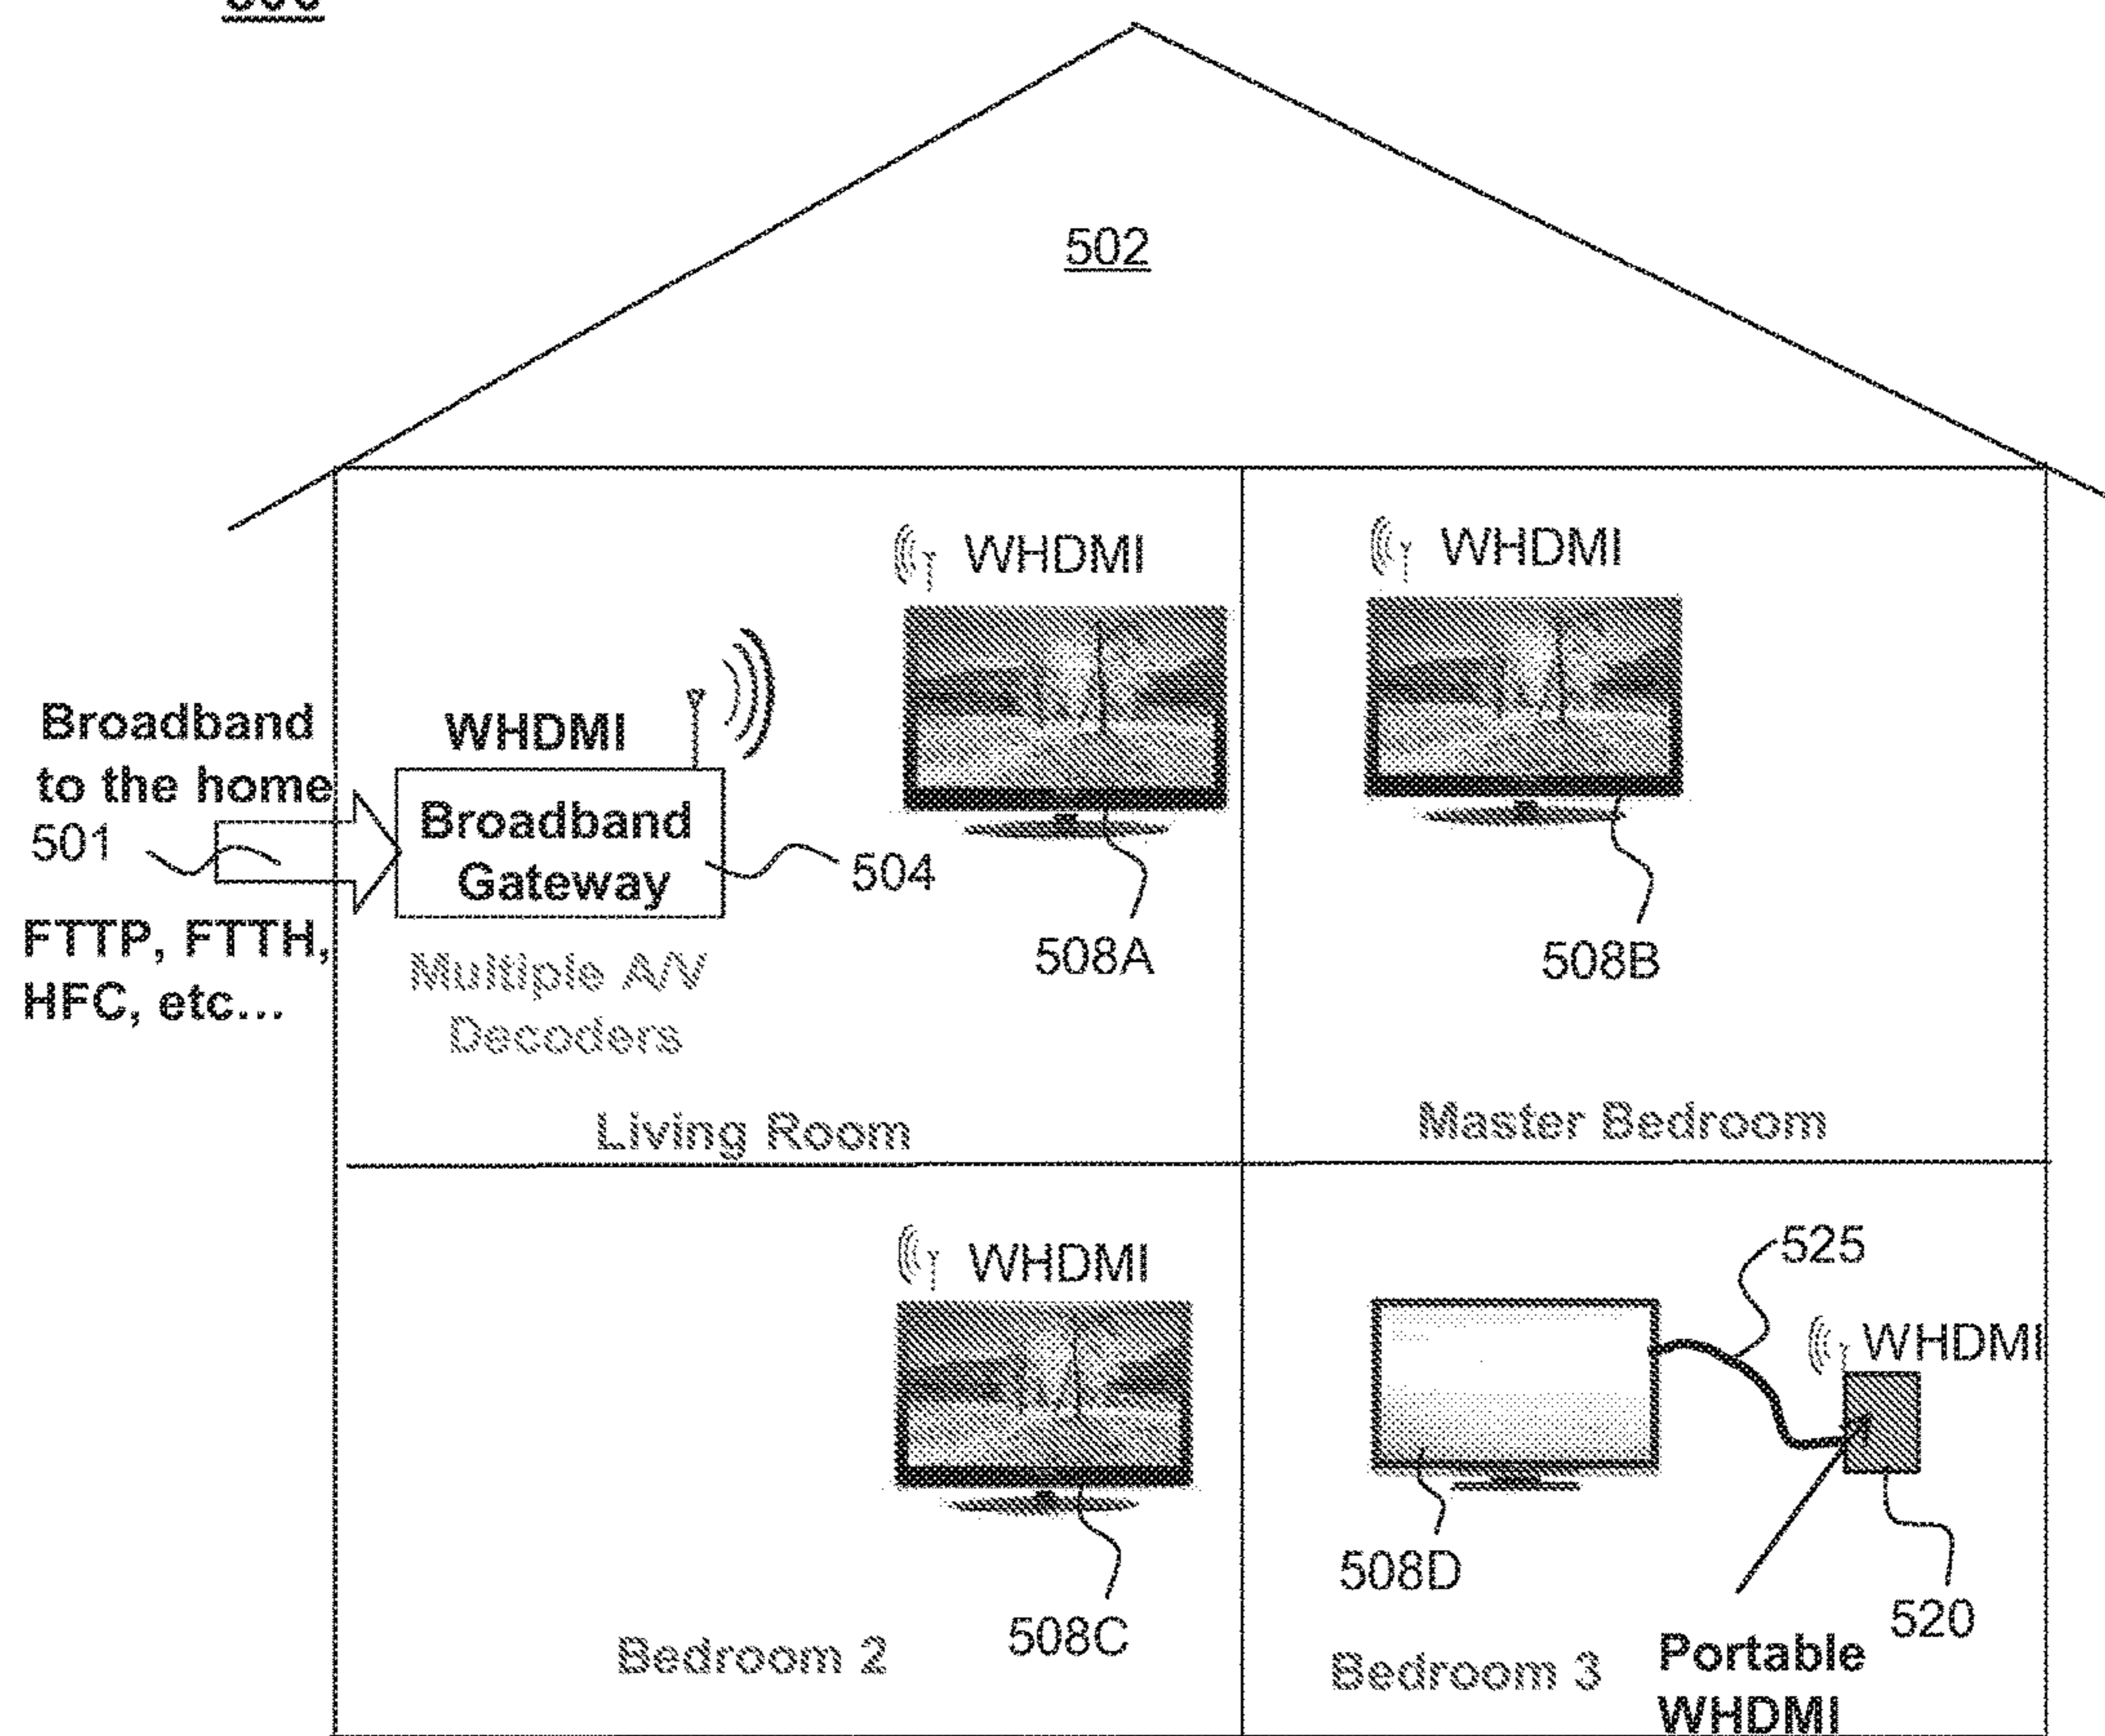 502
WHDMI
WHDMI
Broadband
to the home
501
FTTP, FTTH,
HFC, etc...
WHDMI
Broadband
Gateway
504
508A
508B
Multiple A/V
Decoders
Living Room
Master Bedroom
WHDMI
525
WHDMI
508C
508D
520
Bedroom 2
Bedroom 3
Portable
WHDMI